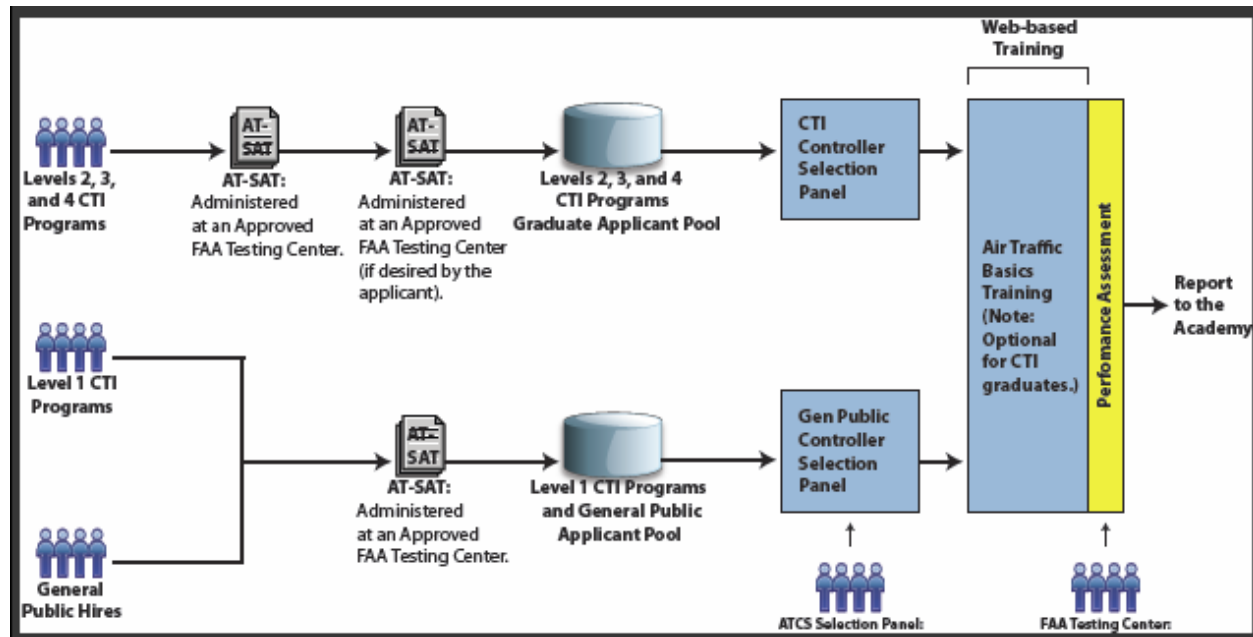 Web-based
Training
AT-
SAT
AT-
SAT
Levels 2, 3,
and 4 CTI
Programs
AT-SAT:
Administered
at an Approved
FAA Testing Center.
AT-SAT:
Administered
at an Approved
FAA Testing Center
(if desired by the
applicant).
Levels 2, 3, and 4
CTI Programs
Graduate Applicant Pool
CTI
Controller
Selection
Panel
Air Traffic
Basics
Training
(Note:
Optional
for CTI
graduates.)
Perfomance Assessment
Report
to the
Academy
Level 1 CTI
Programs
General
Public Hires
AT-
SAT
AT-SAT:
Administered
at an Approved
FAA Testing Center.
Level 1 CTI Programs
and General Public
Applicant Pool
Gen Public
Controller
Selection
Panel
ATCS Selection Panel:
FAA Testing Center: